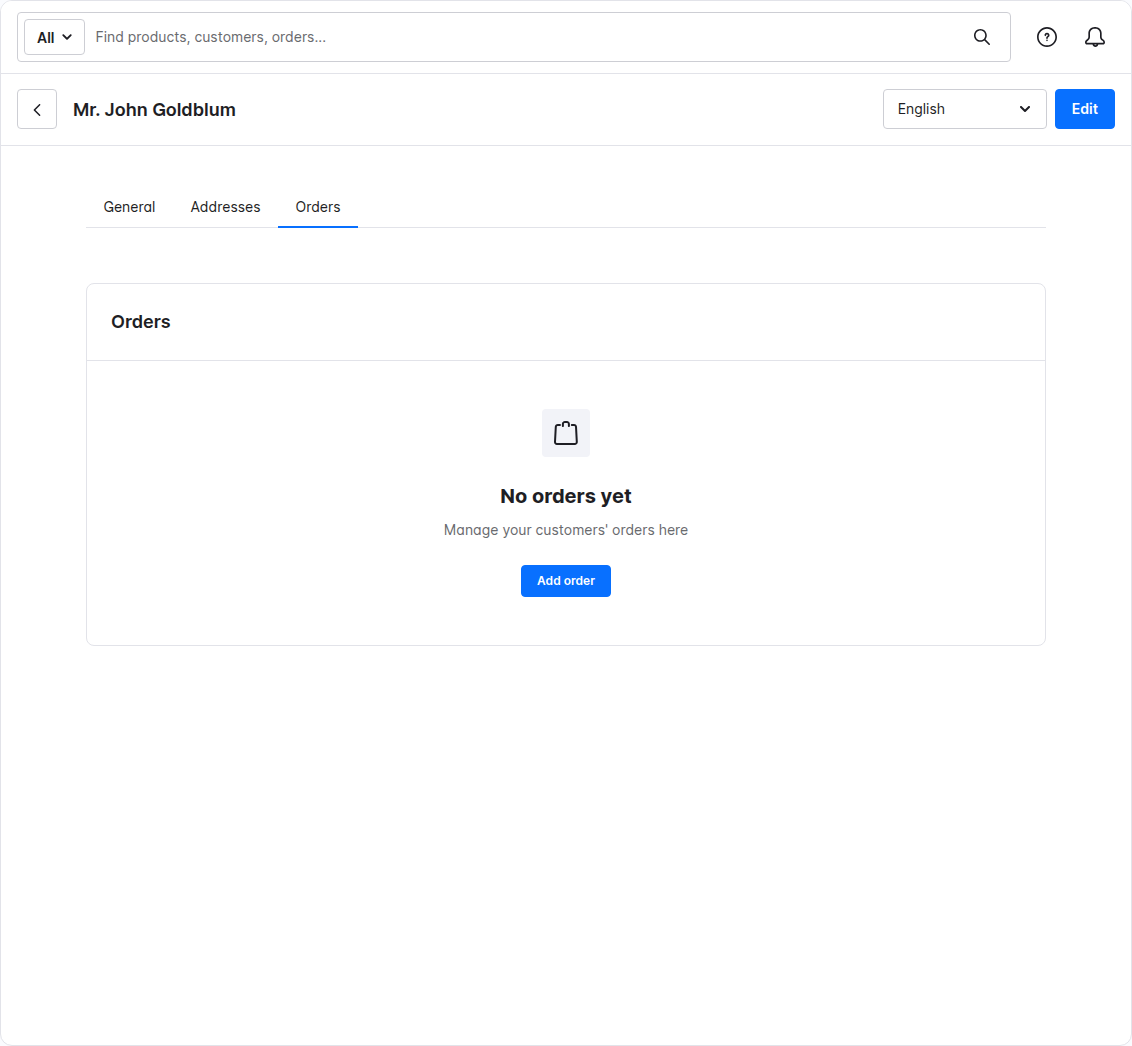 All
Find products, customers, orders...
Mr. John Goldblum
English
Edit
General
Addresses
Orders
Orders
No orders yet
Manage your customers' orders here
Add order